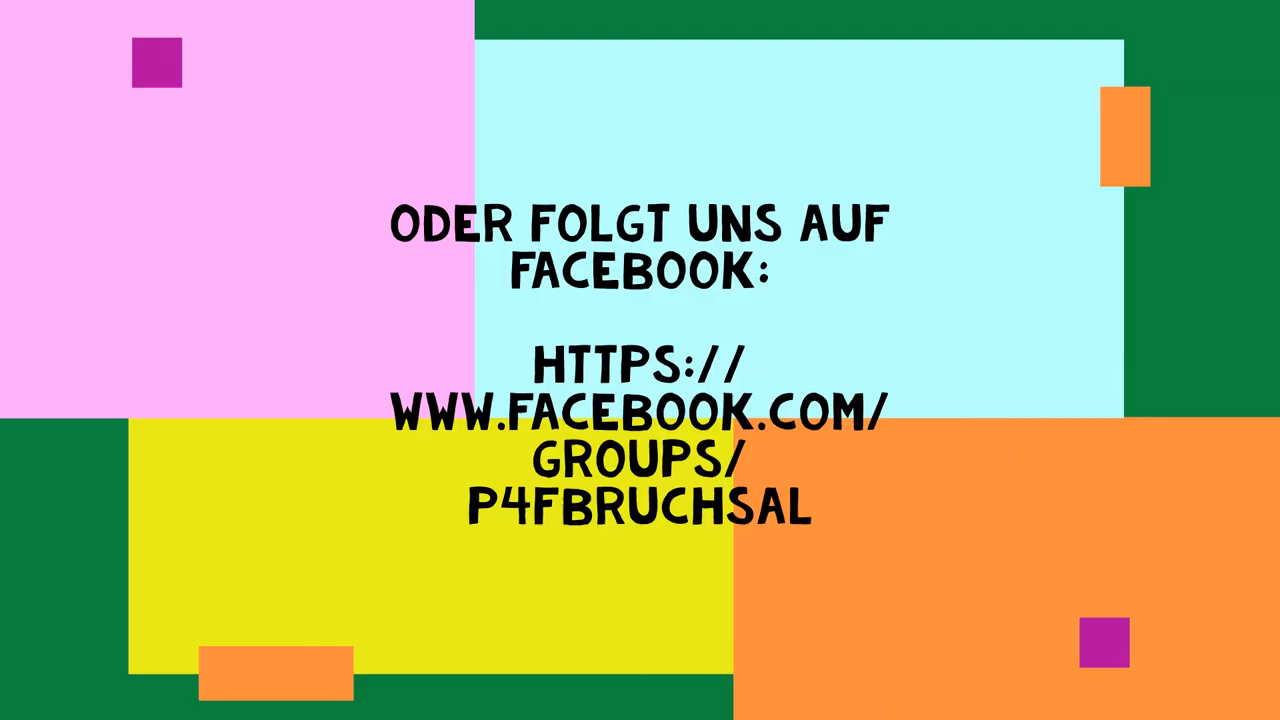 ODER FOLGT UNS AUF
FACEBOOK:
HTTPS://
WWW.FACEBOOK.COM/
GROUPS/
P4FBRUCHSAL